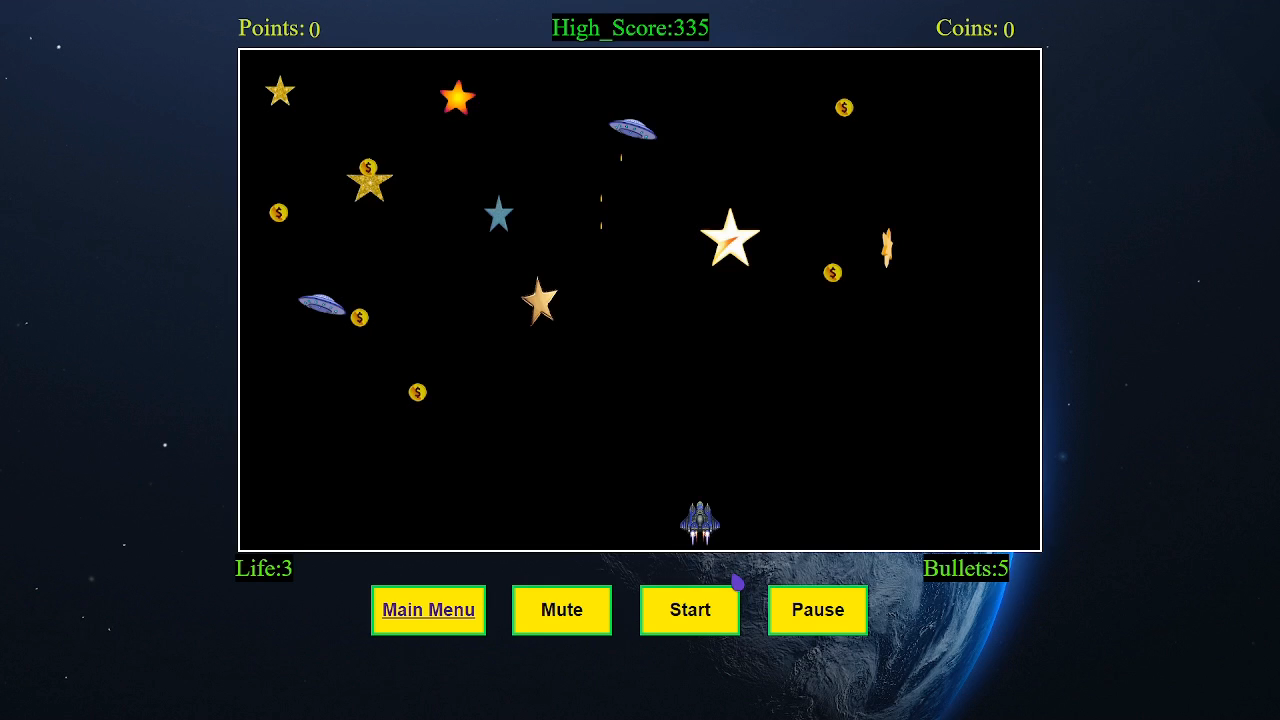 Points: 0
High_Score:335
Coins: 0
$
$
$
$
$
$
Life:3
Bullets:5
Main Menu
Mute
Start
Pause